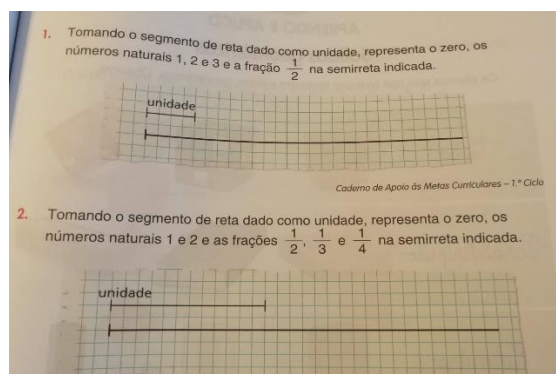 1. Tomando o segmento de reta dado como unidade, representa o zero, os
números naturais 1, 2 e 3 e a fração 1/2 na semirreta indicada.
unidade
Caderno de Apoio às Metas Curriculares – 1.º Ciclo
2. Tomando o segmento de reta dado como unidade, representa o zero, os
números naturais 1 e 2 e as frações 1/2, 1/3 e 1/4 na semirreta indicada.
unidade